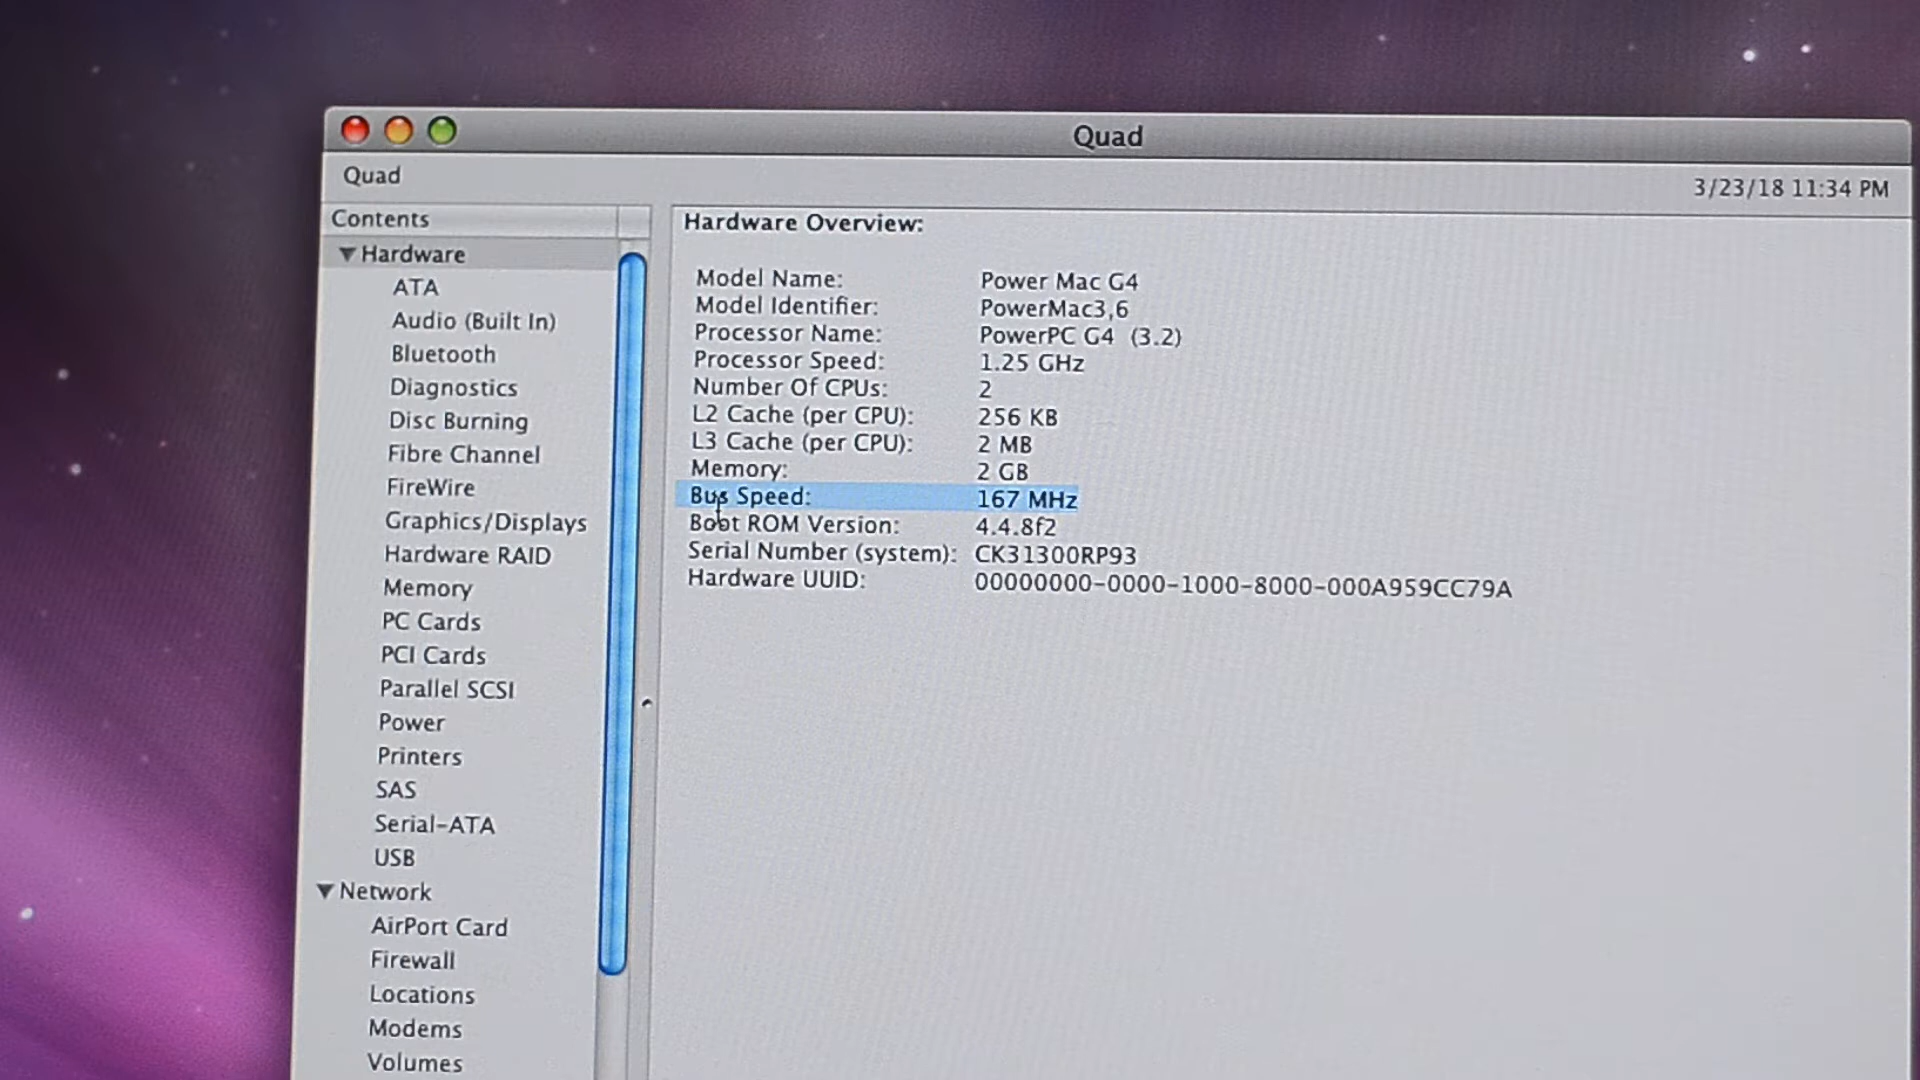 Quad
Quad
3/23/18 11:34 PM
Contents
Hardware
ATA
Audio (Built In)
Bluetooth
Diagnostics
Disc Burning
Fibre Channel
FireWire
Graphics/Displays
Hardware RAID
Memory
PC Cards
PCI Cards
Parallel SCSI
Power
Printers
SAS
Serial-ATA
USB
Network
AirPort Card
Firewall
Locations
Modems
Volumes
Hardware Overview:
Model Name: Power Mac G4
Model Identifier: PowerMac3,6
Processor Name: PowerPC G4 (3.2)
Processor Speed: 1.25 GHz
Number Of CPUs: 2
L2 Cache (per CPU): 256 KB
L3 Cache (per CPU): 2 MB
Memory: 2 GB
Bus Speed: 167 MHz
Boot ROM Version: 4.4.8f2
Serial Number (system): CK31300RP93
Hardware UUID: 00000000-0000-1000-8000-000A959CC79A